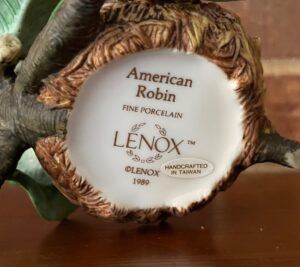 American
Robin
FINE PORCELAIN
LENOX™
©LENOX
1989
HANDCRAFTED
IN TAIWAN